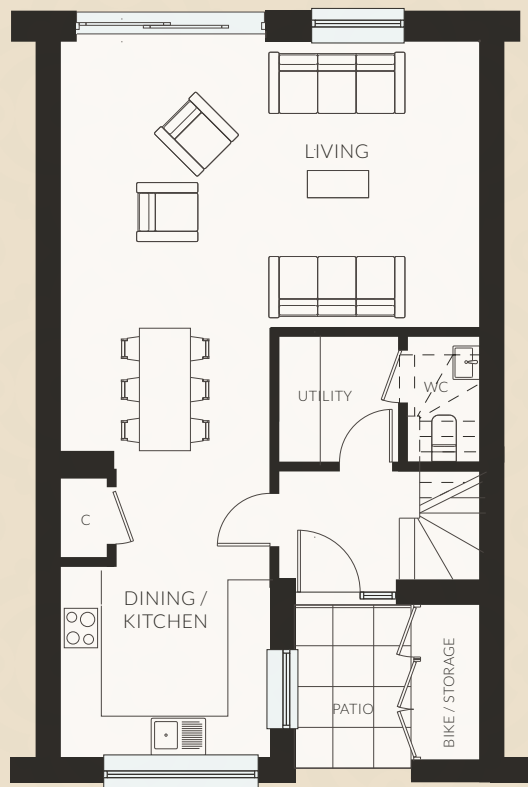 LIVING
UTILITY
WC
C
DINING /
KITCHEN
PATIO
BIKE / STORAGE